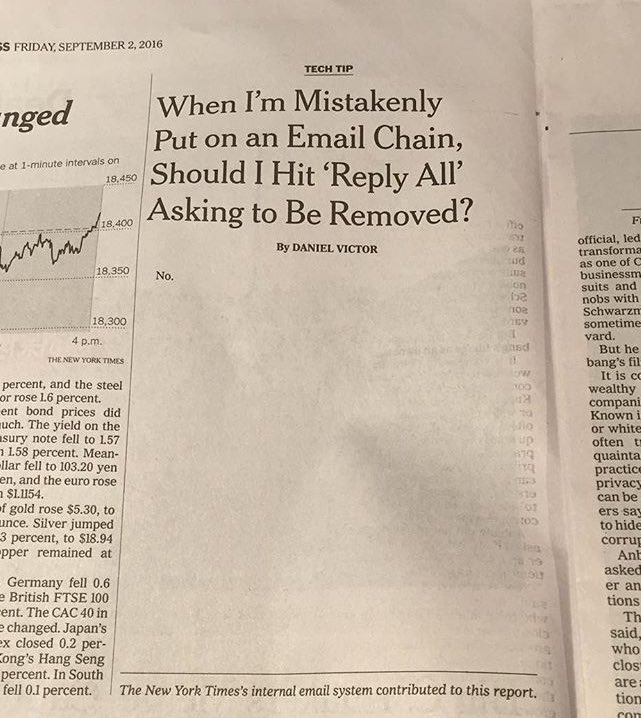 SS FRIDAY, SEPTEMBER 2, 2016
nged
e at 1-minute intervals on
18,450
18,400
18,350
18,300
4 p.m.
THE NEW YORK TIMES
percent, and the steel
or rose 1.6 percent.
ent bond prices did
uch. The yield on the
asury note fell to 1.57
n 1.58 percent. Mean-
llar fell to 103.20 yen
en, and the euro rose
n $1.1154.
of gold rose $5.30, to
unce. Silver jumped
3 percent, to $18.94
opper remained at
Germany fell 0.6
e British FTSE 100
cent. The CAC 40 in
e changed. Japan's
ex closed 0.2 per-
Kong's Hang Seng
percent. In South
fell 0.1 percent.
TECH TIP
When I'm Mistakenly
Put on an Email Chain,
Should I Hit 'Reply All'
Asking to Be Removed?
By DANIEL VICTOR
No.
The New York Times's internal email system contributed to this report.
official, led
transforma
as one of C
businessm
suits and
nobs with
Schwarzm
sometime
vard.
But he
bang's fil
It is co
wealthy
compani
Known i
or white
often t
quainta
practice
privacy
can be
ers say
to hide
corrup
Anb
asked
er an
tions
Th
said,
who
clos
are
tion
con